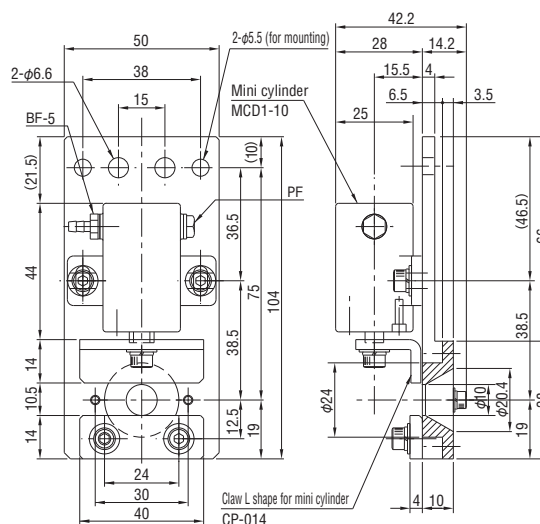 42.2
50
2-φ5.5 (for mounting)
28
14.2
2-φ6.6
38
15.5
4
15
Mini cylinder
MCD1-10
6.5
3.5
BF-5
25
(10)
(21.5)
PF
36.5
(46.5)
44
75
104
38.5
38.5
14
φ24
φ10
φ20.4
10.5
12.5
19
19
14
24
30
40
Claw L shape for mini cylinder
CP-014
4
10